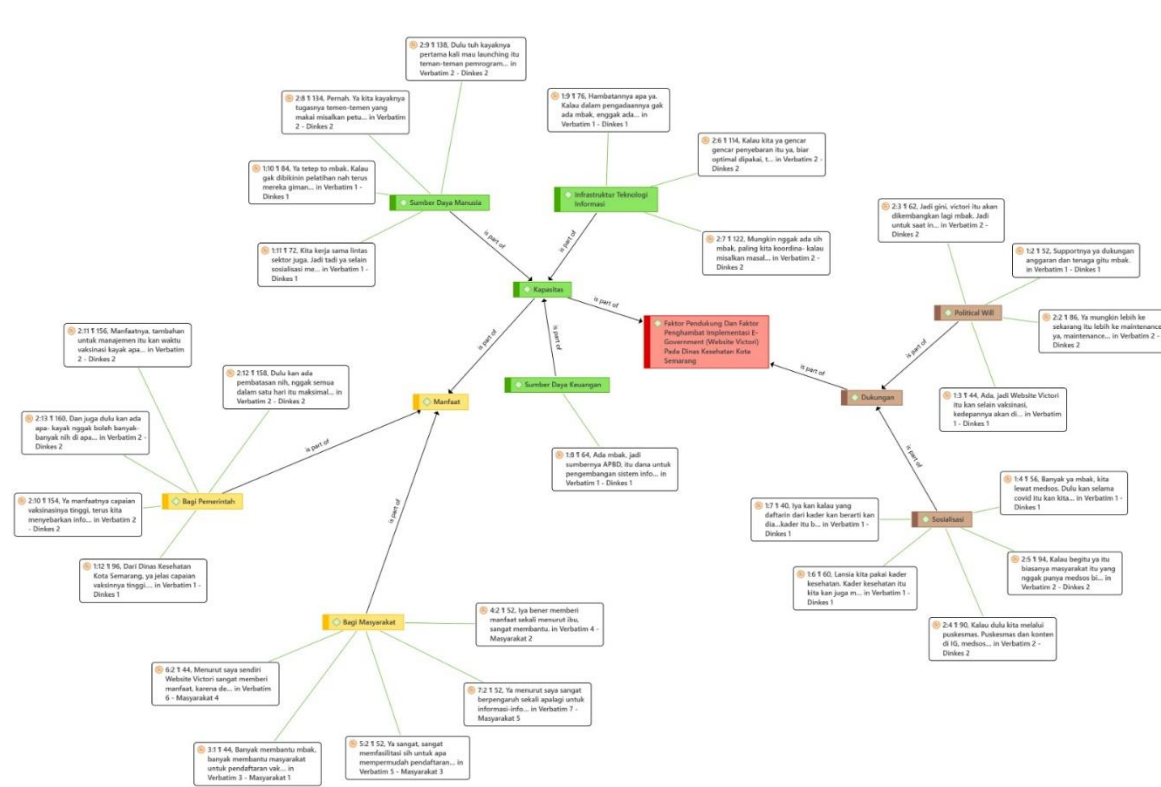 2:9 ¶ 138, Dulu tuh kayaknya
pertama kali mau launching itu
teman-teman pemrogram... in
Verbatim 2 - Dinkes 2
2:8 ¶ 134, Pernah. Ya kita kayaknya
tugasnya temen-temen yang
makai misalkan petu... in Verbatim
2 - Dinkes 2
1:10 ¶ 84, Ya tetep to mbak. Kalau
gak dibikinin pelatihan nah terus
mereka giman... in Verbatim 1 -
Dinkes 1
1:11 ¶ 72, Kita kerja sama lintas
sektor juga. Jadi tadi ya selain
sosialisasi me... in Verbatim 1 -
Dinkes 1
Sumber Daya Manusia
is part of
1:9 ¶ 76, Hambatannya apa ya.
Kalau dalam pengadaannya gak
ada mbak, enggak ada... in
Verbatim 1 - Dinkes 1
2:6 ¶ 114, Kalau kita ya gencar
gencar penyebaran itu ya, biar
optimal dipakai, t... in Verbatim 2 -
Dinkes 2
Infrastruktur Teknologi
Informasi
2:7 ¶ 122, Mungkin nggak ada sih
mbak, paling kita koordina- kalau
misalkan masal... in Verbatim 2 -
Dinkes 2
is part of
Kapasitas
is part of
2:3 ¶ 62, Jadi gini, victori itu akan
dikembangkan lagi mbak. Jadi
untuk saat in... in Verbatim 2 -
Dinkes 2
1:2 ¶ 52, Supportnya ya dukungan
anggaran dan tenaga gitu mbak.
in Verbatim 1 - Dinkes 1
Political Will
2:2 ¶ 86, Ya mungkin lebih ke
sekarang itu lebih ke maintenance
ya, maintenance... in Verbatim 2 -
Dinkes 2
is part of
1:3 ¶ 44, Ada, jadi Website Victori
itu kan selain vaksinasi,
kedepannya akan di... in Verbatim
1 - Dinkes 1
Faktor Pendukung Dan Faktor
Penghambat Implementasi E-
Government (Website Victori)
Pada Dinas Kesehatan Kota
Semarang
is part of
Dukungan
is part of
2:11 ¶ 156, Manfaatnya, tambahan
untuk manajemen itu kan waktu
vaksinasi kayak apa... in Verbatim
2 - Dinkes 2
2:12 ¶ 158, Dulu kan ada
pembatasan nih, nggak semua
dalam satu hari itu maksimal... in
Verbatim 2 - Dinkes 2
2:13 ¶ 160, Dan juga dulu kan ada
apa- kayak nggak boleh banyak-
banyak nih di apa... in Verbatim 2 -
Dinkes 2
2:10 ¶ 154, Ya manfaatnya capaian
vaksinasinya tinggi, terus kita
menyebarkan info... in Verbatim 2
- Dinkes 2
Bagi Pemerintah
1:12 ¶ 96, Dari Dinas Kesehatan
Kota Semarang, ya jelas capaian
vaksinnya tinggi.... in Verbatim 1 -
Dinkes 1
is part of
is part of
Manfaat
is part of
is part of
Sumber Daya Keuangan
1:8 ¶ 64, Ada mbak. jadi
sumbernya APBD, itu dana untuk
pengembangan sistem info... in
Verbatim 1 - Dinkes 1
1:4 ¶ 56, Banyak ya mbak, kita
lewat medsos. Dulu kan selama
covid itu kan kita... in Verbatim 1 -
Dinkes 1
1:7 ¶ 40, Iya kan kalau yang
daftarin dari kader kan berarti kan
dia...kader itu b... in Verbatim 1 -
Dinkes 1
Sosialisasi
1:6 ¶ 60, Lansia kita pakai kader
kesehatan. Kader kesehatan itu
kita kan juga m... in Verbatim 1 -
Dinkes 1
2:5 ¶ 94, Kalau begitu ya itu
biasanya masyarakat itu yang
nggak punya medsos bi... in
Verbatim 2 - Dinkes 2
2:4 ¶ 90, Kalau dulu kita melalui
puskesmas. Puskesmas dan konten
di IG, medsos... in Verbatim 2 -
Dinkes 2
Bagi Masyarakat
4:2 ¶ 52, Iya bener memberi
manfaat sekali menurut ibu,
sangat membantu. in Verbatim 4 -
Masyarakat 2
6:2 ¶ 44, Menurut saya sendiri
Website Victori sangat memberi
manfaat, karena de... in Verbatim
6 - Masyarakat 4
7:2 ¶ 52, Ya menurut saya sangat
berpengaruh sekali apalagi untuk
informasi-info... in Verbatim 7 -
Masyarakat 5
3:1 ¶ 44, Banyak membantu mbak,
banyak membantu masyarakat
untuk pendaftaran vak... in
Verbatim 3 - Masyarakat 1
5:2 ¶ 52, Ya sangat, sangat
memfasilitasi sih untuk apa
mempermudah pendaftaran... in
Verbatim 5 - Masyarakat 3